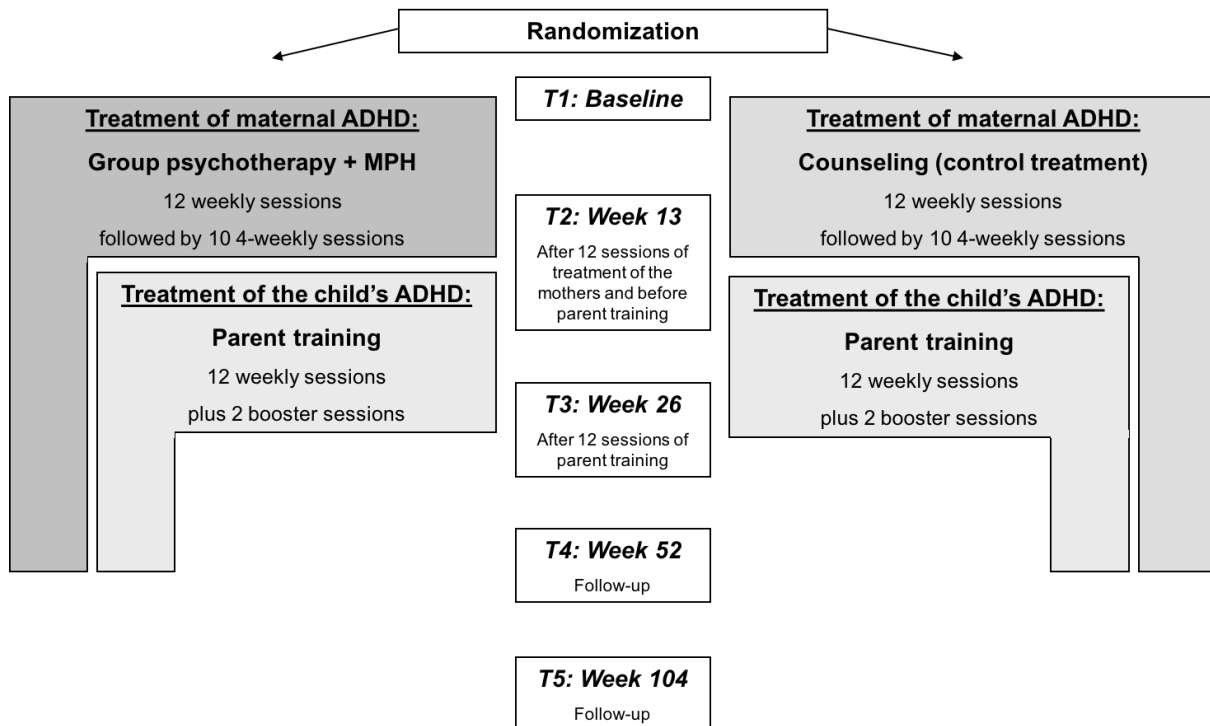 Randomization
T1: Baseline
Treatment of maternal ADHD:
Group psychotherapy + MPH
12 weekly sessions
followed by 10 4-weekly sessions
Treatment of maternal ADHD:
Counseling (control treatment)
12 weekly sessions
followed by 10 4-weekly sessions
T2: Week 13
After 12 sessions of
treatment of the
mothers and before
parent training
Treatment of the child’s ADHD:
Parent training
12 weekly sessions
plus 2 booster sessions
Treatment of the child’s ADHD:
Parent training
12 weekly sessions
plus 2 booster sessions
T3: Week 26
After 12 sessions of
parent training
T4: Week 52
Follow-up
T5: Week 104
Follow-up